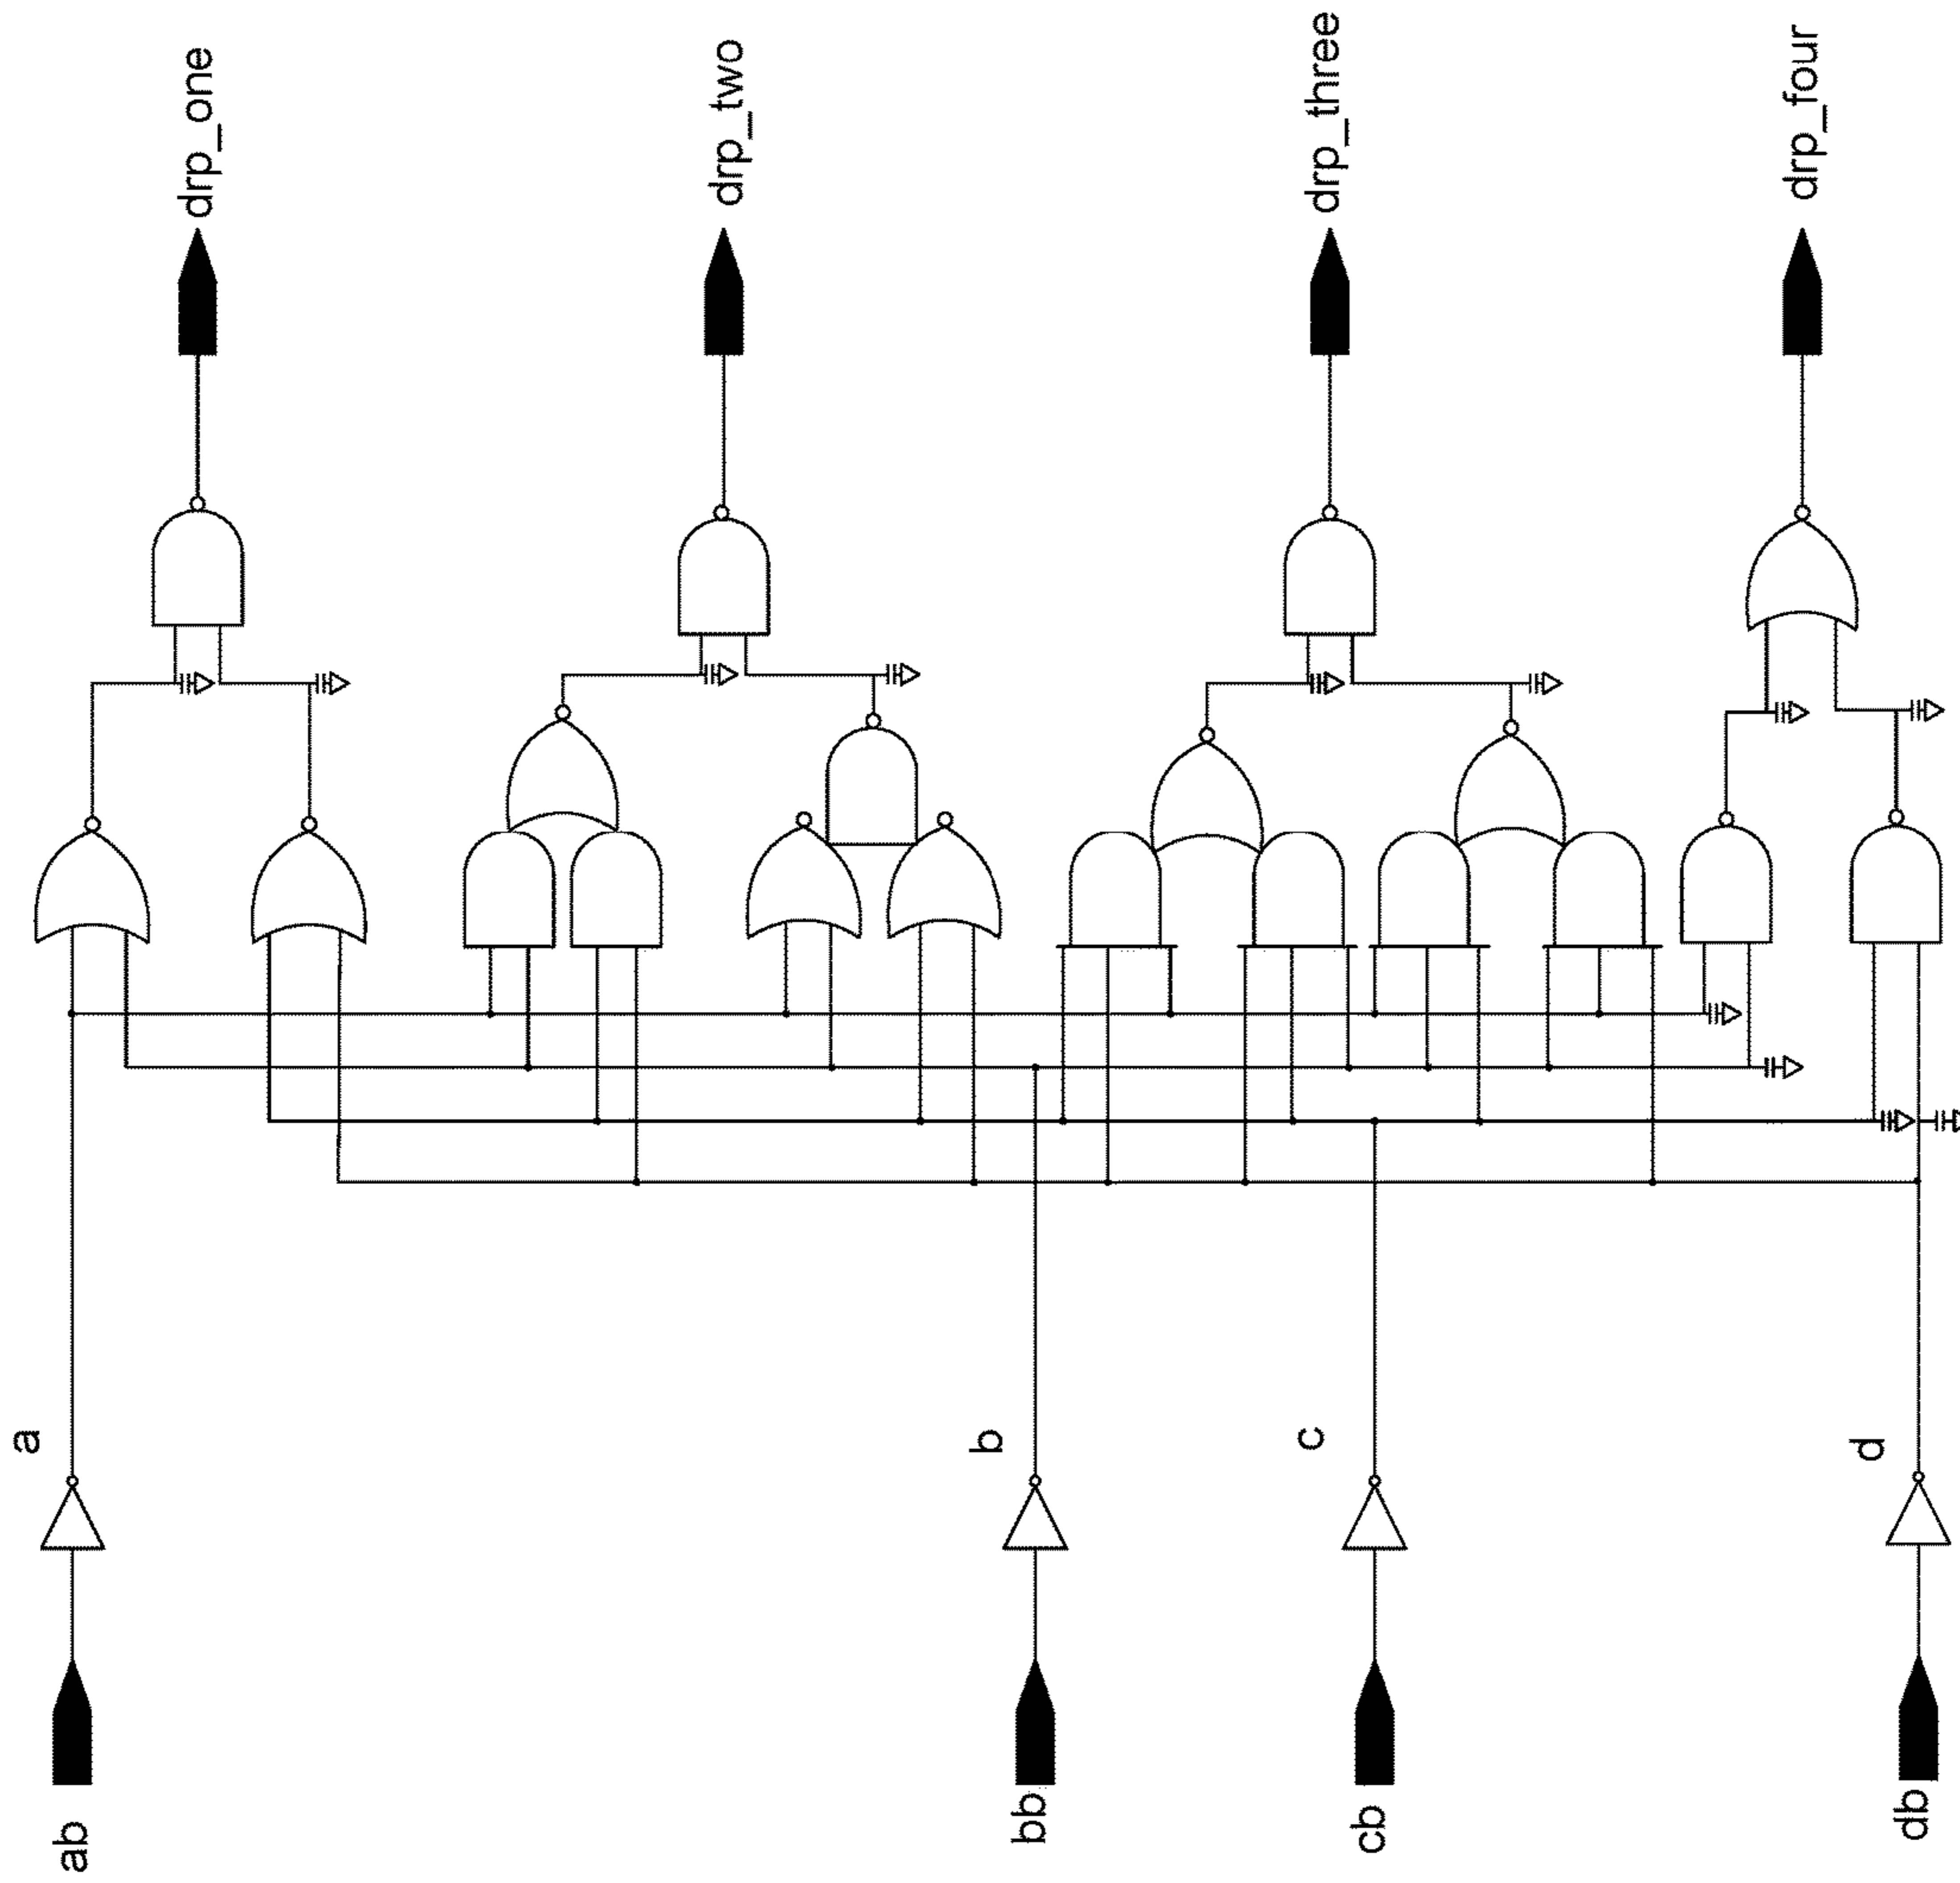 drp_one
drp_two
drp_three
drp_four
a
b
c
d
ab
bb
cb
db